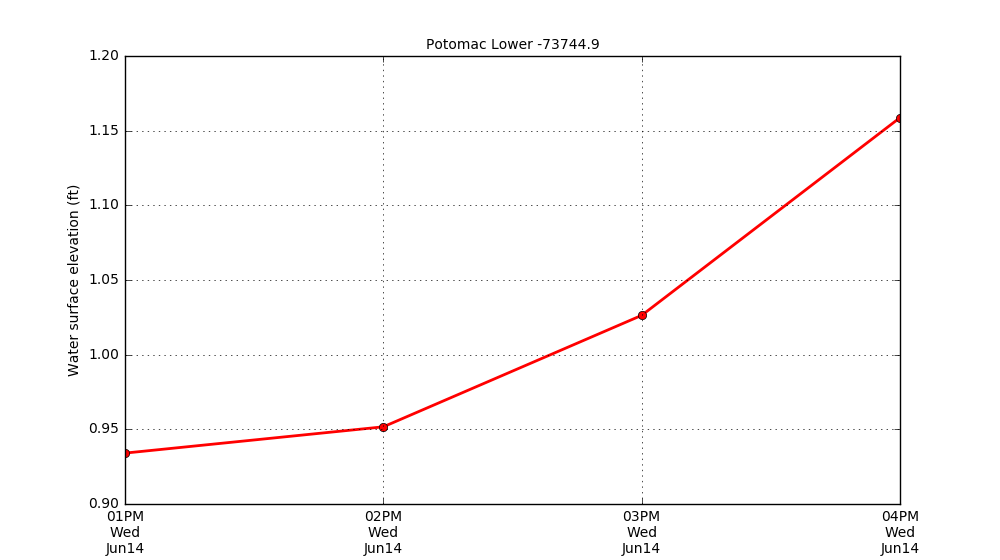 Potomac Lower -73744.9
1.20
1.15
1.10
1.05
1.00
0.95
0.90
Water surface elevation (ft)
01PM
Wed
Jun14
02PM
Wed
Jun14
03PM
Wed
Jun14
04PM
Wed
Jun14